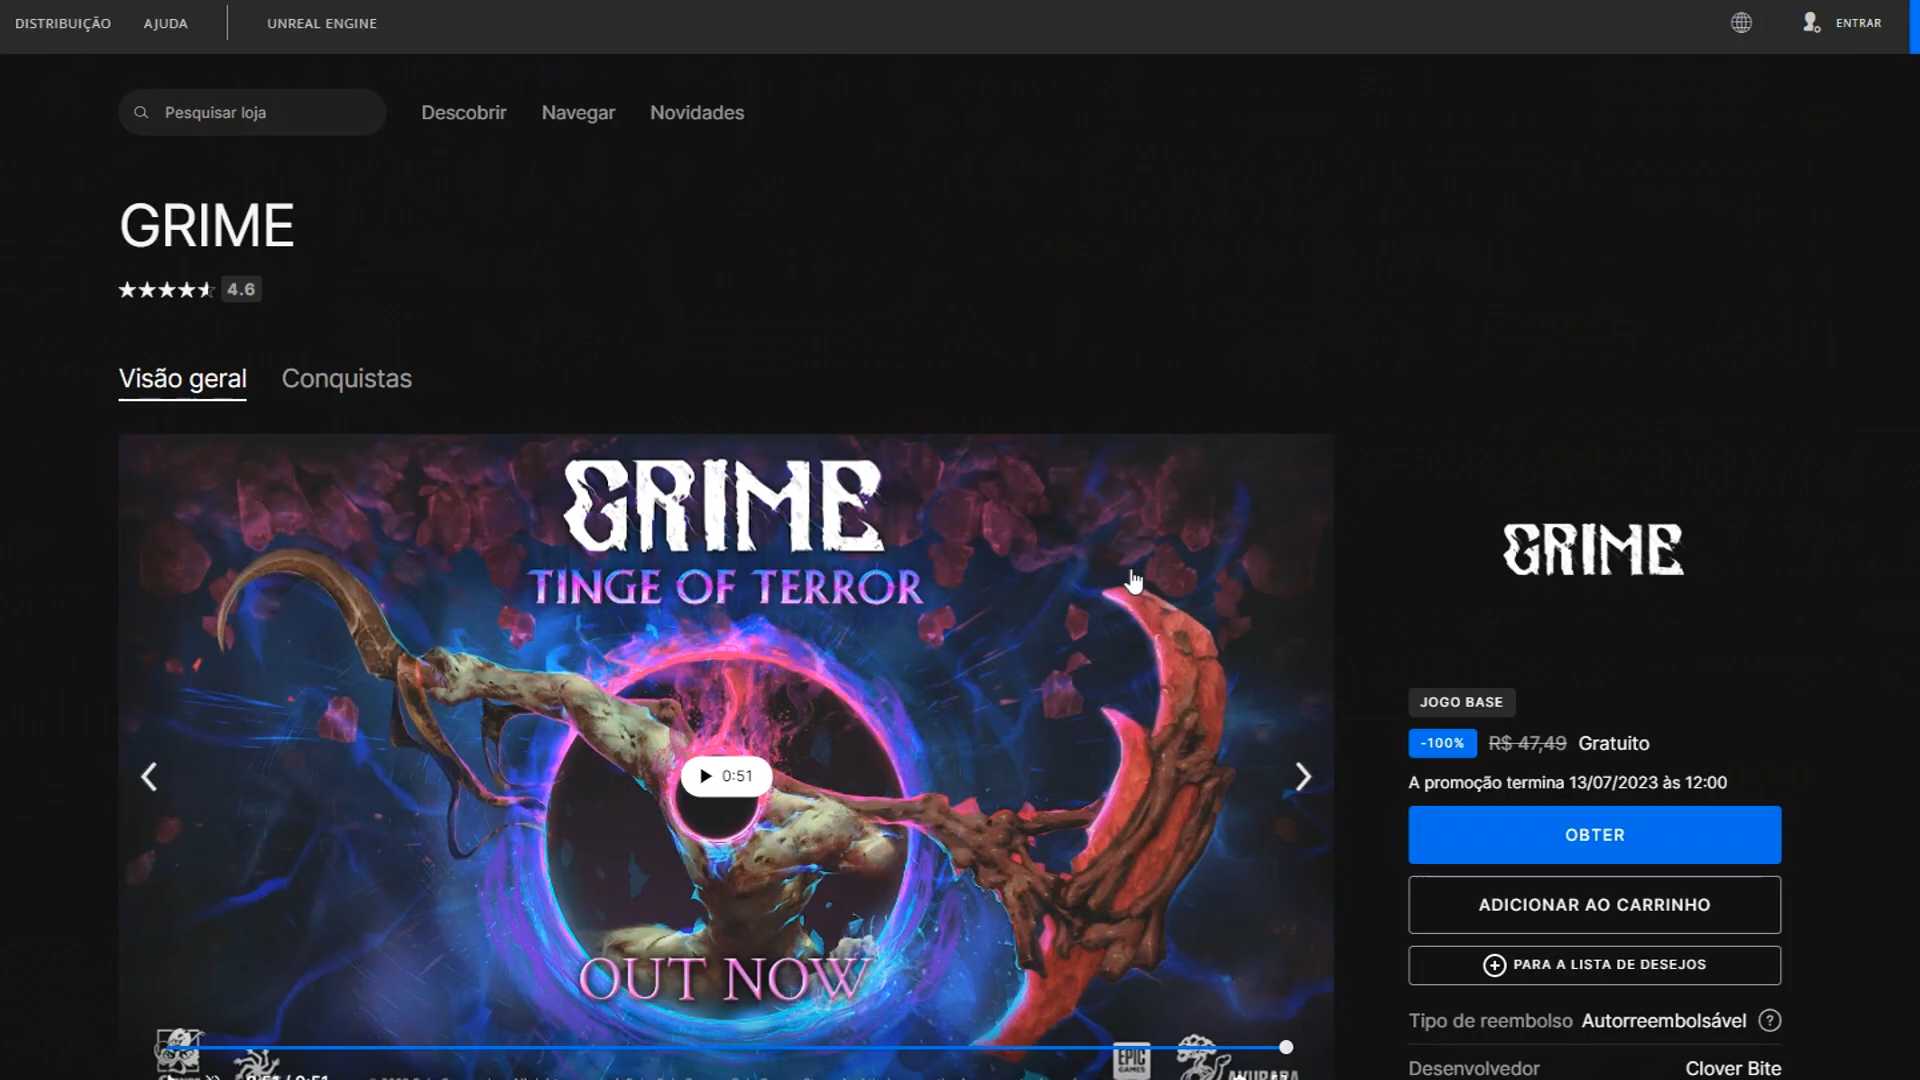 DISTRIBUIÇÃO AJUDA UNREAL ENGINE ENTRAR
Pesquisar loja Descobrir Navegar Novidades
GRIME
4.6
Visão geral Conquistas
GRIME
TINGE OF TERROR
0:51
OUT NOW
EPIC GAMES
GRIME
JOGO BASE
-100% R$ 47,49 Gratuito
A promoção termina 13/07/2023 às 12:00
OBTER
ADICIONAR AO CARRINHO
PARA A LISTA DE DESEJOS
Tipo de reembolso Autorreembolsável ?
Desenvolvedor Clover Bite